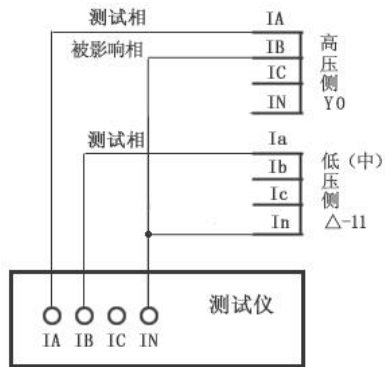 测试相
IA
被影响相
IB
IC
IN
高
压
侧
Y0
测试相
Ia
Ib
Ic
In
低（中）
压
侧
△-11
测试仪
IA IB IC IN